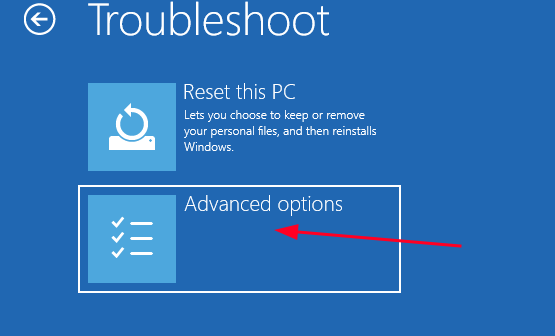 Troubleshoot
Reset this PC
Lets you choose to keep or remove
your personal files, and then reinstalls
Windows.
Advanced options